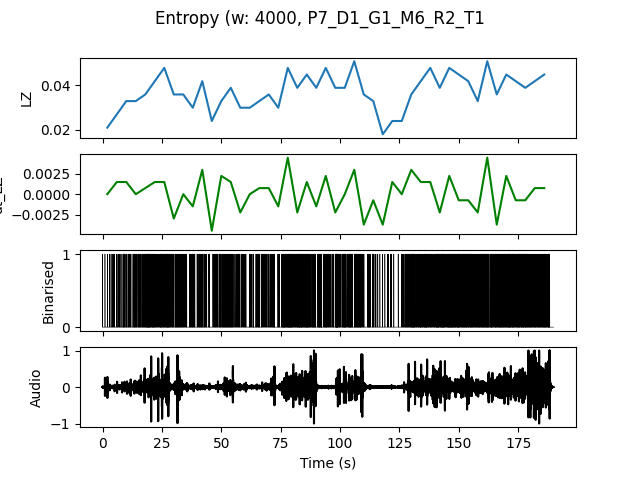 Entropy (w: 4000, P7_D1_G1_M6_R2_T1
LZ
0.04
0.02
0.0025
0.0000
−0.0025
Binarised
1
0
Audio
1
0
−1
0 25 50 75 100 125 150 175
Time (s)